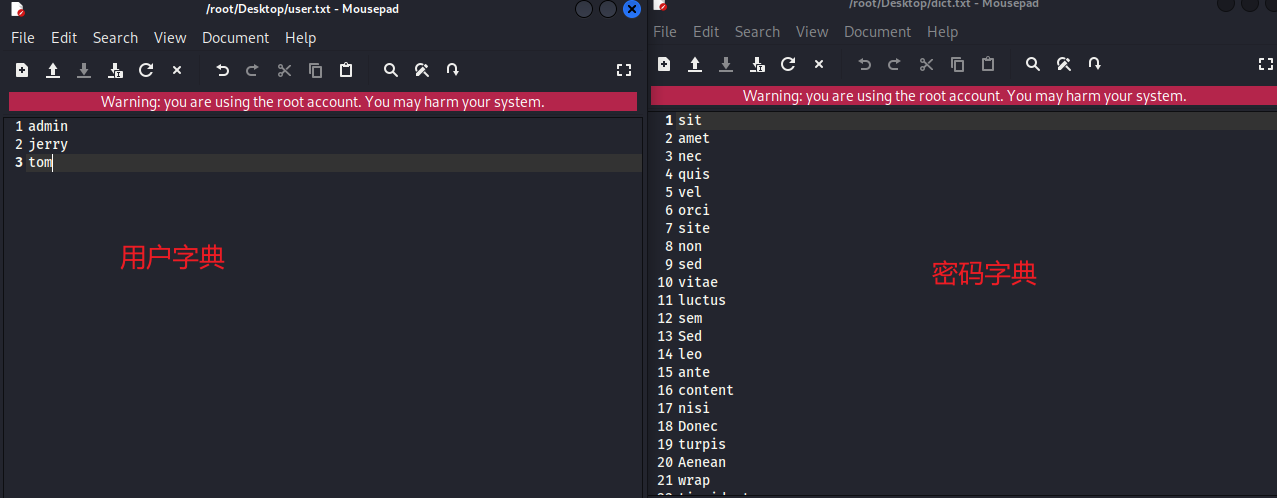 /root/Desktop/user.txt - Mousepad
File Edit Search View Document Help
Warning: you are using the root account. You may harm your system.
1 admin
2 jerry
3 tom
用户字典
/root/Desktop/dict.txt - Mousepad
File Edit Search View Document Help
Warning: you are using the root account. You may harm your system.
1 sit
2 amet
3 nec
4 quis
5 vel
6 orci
7 site
8 non
9 sed
10 vitae
11 luctus
12 sem
13 Sed
14 leo
15 ante
16 content
17 nisi
18 Donec
19 turpis
20 Aenean
21 wrap
密码字典